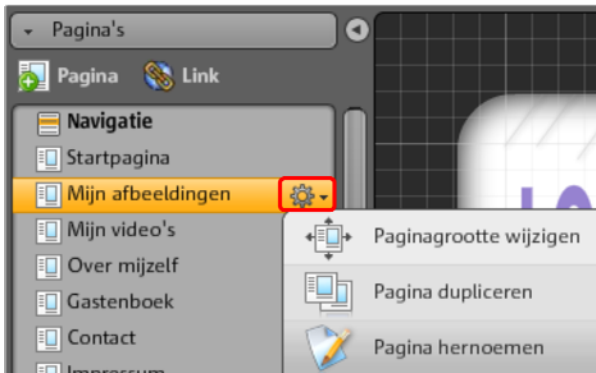 Pagina's
Pagina Link
Navigatie
Startpagina
Mijn afbeeldingen
Mijn video's
Paginagrootte wijzigen
Over mijzelf
Pagina dupliceren
Gastenboek
Contact
Pagina hernoemen
Impressum